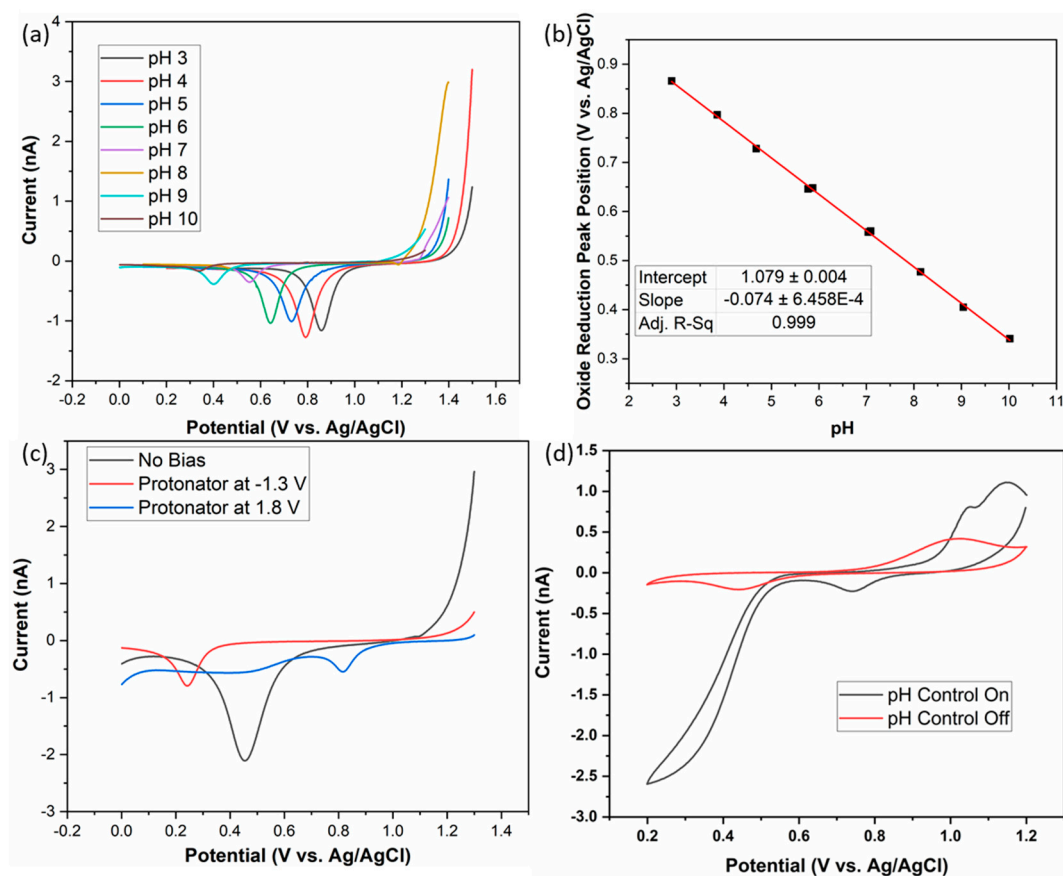 (a)
4
3
2
1
0
-1
-2
Current (nA)
pH 3
pH 4
pH 5
pH 6
pH 7
pH 8
pH 9
pH 10
-0.2 0.0 0.2 0.4 0.6 0.8 1.0 1.2 1.4 1.6
Potential (V vs. Ag/AgCl)
(b)
0.9
0.8
0.7
0.6
0.5
0.4
0.3
Oxide Reduction Peak Position (V vs. Ag/AgCl)
Intercept 1.079 ± 0.004
Slope -0.074 ± 6.458E-4
Adj. R-Sq 0.999
2 3 4 5 6 7 8 9 10 11
pH
(c)
3
2
1
0
-1
-2
-3
Current (nA)
No Bias
Protonator at -1.3 V
Protonator at 1.8 V
-0.2 0.0 0.2 0.4 0.6 0.8 1.0 1.2 1.4
Potential (V vs. Ag/AgCl)
(d)
1.5
1.0
0.5
0.0
-0.5
-1.0
-1.5
-2.0
-2.5
-3.0
Current (nA)
pH Control On
pH Control Off
0.2 0.4 0.6 0.8 1.0 1.2
Potential (V vs. Ag/AgCl)